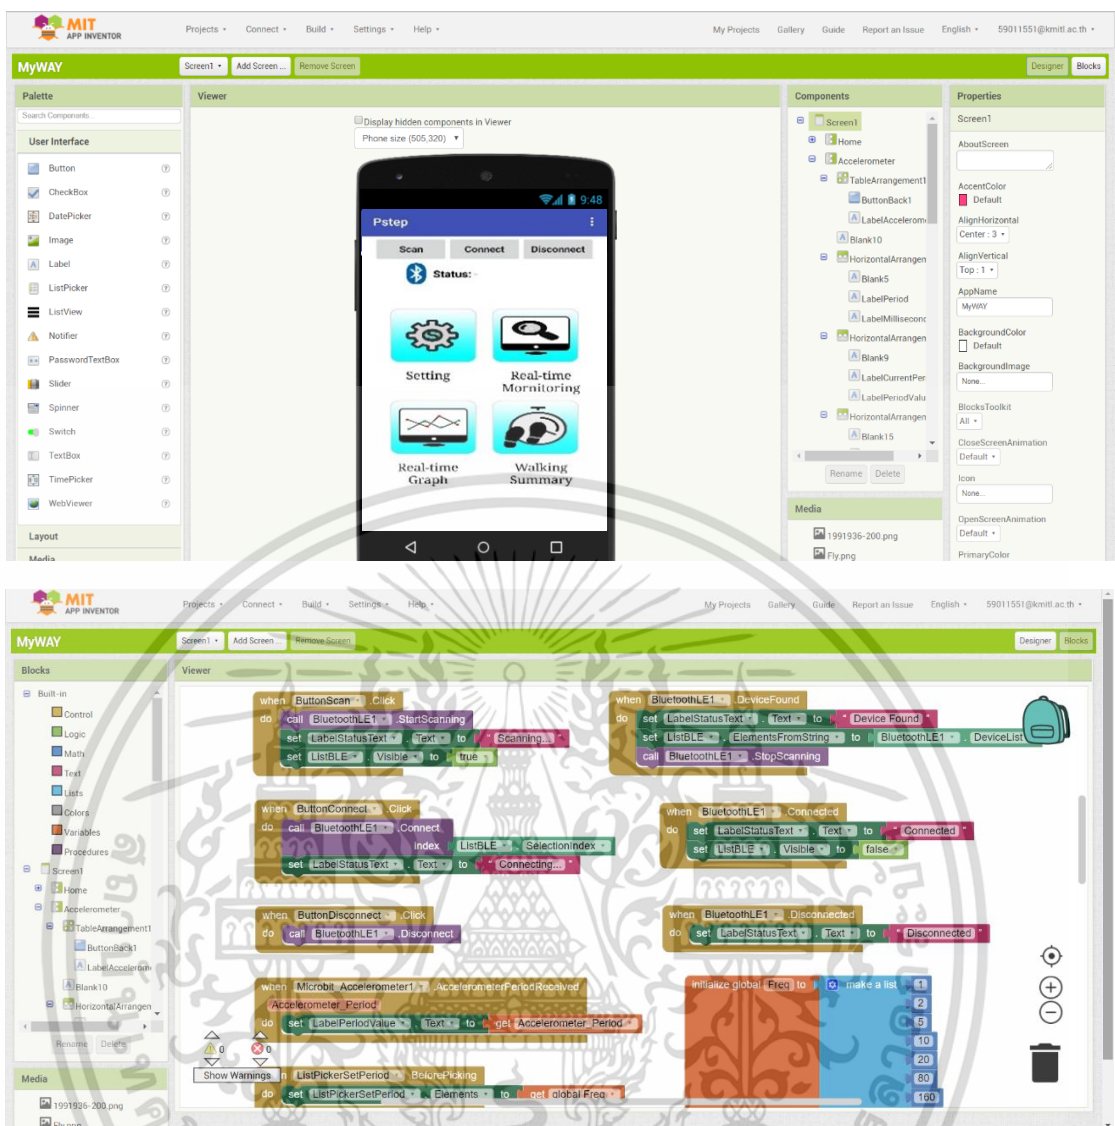 MIT
APP INVENTOR
Projects Connect Build Settings Help My Projects Gallery Guide Report an Issue English 59011551@kmitl.ac.th
MyWAY Screen1 Add Screen ... Remove Screen Designer Blocks
Palette Viewer Components Properties
Search Components...
User Interface
Button
CheckBox
DatePicker
Image
Label
ListPicker
ListView
Notifier
PasswordTextBox
Slider
Spinner
Switch
TextBox
TimePicker
WebViewer
Layout
Media
Display hidden components in Viewer
Phone size (505,320)
9:48
Pstep
Scan Connect Disconnect
Status: -
Setting
Real-time
Mornitoring
Real-time
Graph
Walking
Summary
Screen1
Home
Accelerometer
TableArrangement1
ButtonBack1
LabelAccelerom
Blank10
HorizontalArrangen
Blank5
LabelPeriod
LabelMillisecond
HorizontalArrangen
Blank9
LabelCurrentPer
LabelPeriodValu
HorizontalArrangen
Blank15
Rename Delete
Media
1991936-200.png
Fly.png
Screen1
AboutScreen
AccentColor
Default
AlignHorizontal
Center : 3
AlignVertical
Top : 1
AppName
MyWAY
BackgroundColor
Default
BackgroundImage
None...
BlocksToolkit
All
CloseScreenAnimation
Default
Icon
None...
OpenScreenAnimation
Default
PrimaryColor
MIT
APP INVENTOR
Projects Connect Build Settings Help My Projects Gallery Guide Report an Issue English 59011551@kmitl.ac.th
MyWAY Screen1 Add Screen ... Remove Screen Designer Blocks
Blocks Viewer
Built-in
Control
Logic
Math
Text
Lists
Colors
Variables
Procedures
Screen1
Home
Accelerometer
TableArrangement1
ButtonBack1
LabelAccelerom
Blank10
HorizontalArrangen
Rename Delete
Media
1991936-200.png
Fly.png
when ButtonScan .Click
do call BluetoothLE1 .StartScanning
set LabelStatusText . Text to " Scanning... "
set ListBLE . Visible to true
when BluetoothLE1 .DeviceFound
do set LabelStatusText . Text to " Device Found "
set ListBLE . ElementsFromString to BluetoothLE1 . DeviceList
call BluetoothLE1 .StopScanning
when ButtonConnect .Click
do call BluetoothLE1 .Connect
index ListBLE . SelectionIndex
set LabelStatusText . Text to " Connecting... "
when BluetoothLE1 .Connected
do set LabelStatusText . Text to " Connected "
set ListBLE . Visible to false
when ButtonDisconnect .Click
do call BluetoothLE1 .Disconnect
when BluetoothLE1 .Disconnected
do set LabelStatusText . Text to " Disconnected "
when Microbit_Accelerometer1 .AccelerometerPeriodReceived
Accelerometer_Period
do set LabelPeriodValue . Text to get Accelerometer_Period
initialize global Freq to make a list 1
2
5
10
20
80
160
0 0
Show Warnings n ListPickerSetPeriod .BeforePicking
do set ListPickerSetPeriod . Elements to get global Freq